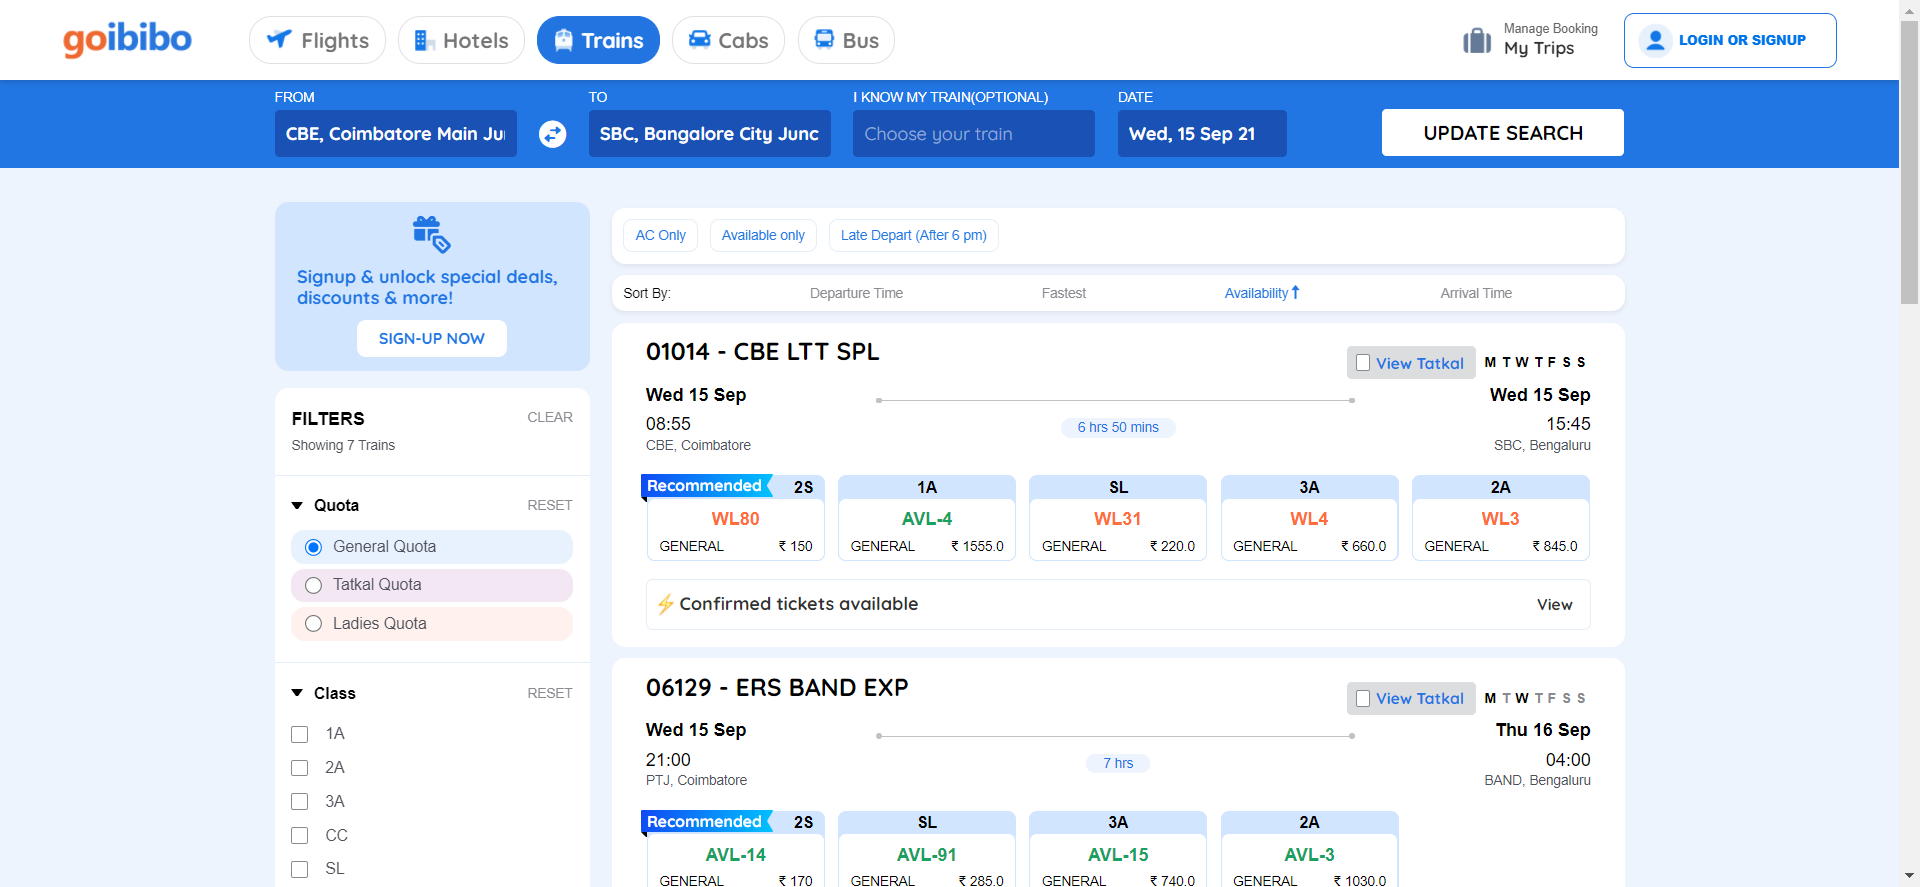 goibibo
Flights
Hotels
Trains
Cabs
Bus
Manage Booking
My Trips
LOGIN OR SIGNUP
FROM
TO
I KNOW MY TRAIN(OPTIONAL)
DATE
CBE, Coimbatore Main Ju
SBC, Bangalore City Junc
Choose your train
Wed, 15 Sep 21
UPDATE SEARCH
Signup & unlock special deals,
discounts & more!
SIGN-UP NOW
FILTERS
CLEAR
Showing 7 Trains
Quota
RESET
General Quota
Tatkal Quota
Ladies Quota
Class
RESET
1A
2A
3A
CC
SL
AC Only
Available only
Late Depart (After 6 pm)
Sort By:
Departure Time
Fastest
Availability
Arrival Time
01014 - CBE LTT SPL
View Tatkal
M T W T F S S
Wed 15 Sep
Wed 15 Sep
08:55
6 hrs 50 mins
15:45
CBE, Coimbatore
SBC, Bengaluru
Recommended 2S
1A
SL
3A
2A
WL80
AVL-4
WL31
WL4
WL3
GENERAL ₹ 150
GENERAL ₹ 1555.0
GENERAL ₹ 220.0
GENERAL ₹ 660.0
GENERAL ₹ 845.0
Confirmed tickets available
View
06129 - ERS BAND EXP
View Tatkal
M T W T F S S
Wed 15 Sep
Thu 16 Sep
21:00
7 hrs
04:00
PTJ, Coimbatore
BAND, Bengaluru
Recommended 2S
SL
3A
2A
AVL-14
AVL-91
AVL-15
AVL-3
GENERAL ₹ 170
GENERAL ₹ 285.0
GENERAL ₹ 740.0
GENERAL ₹ 1030.0